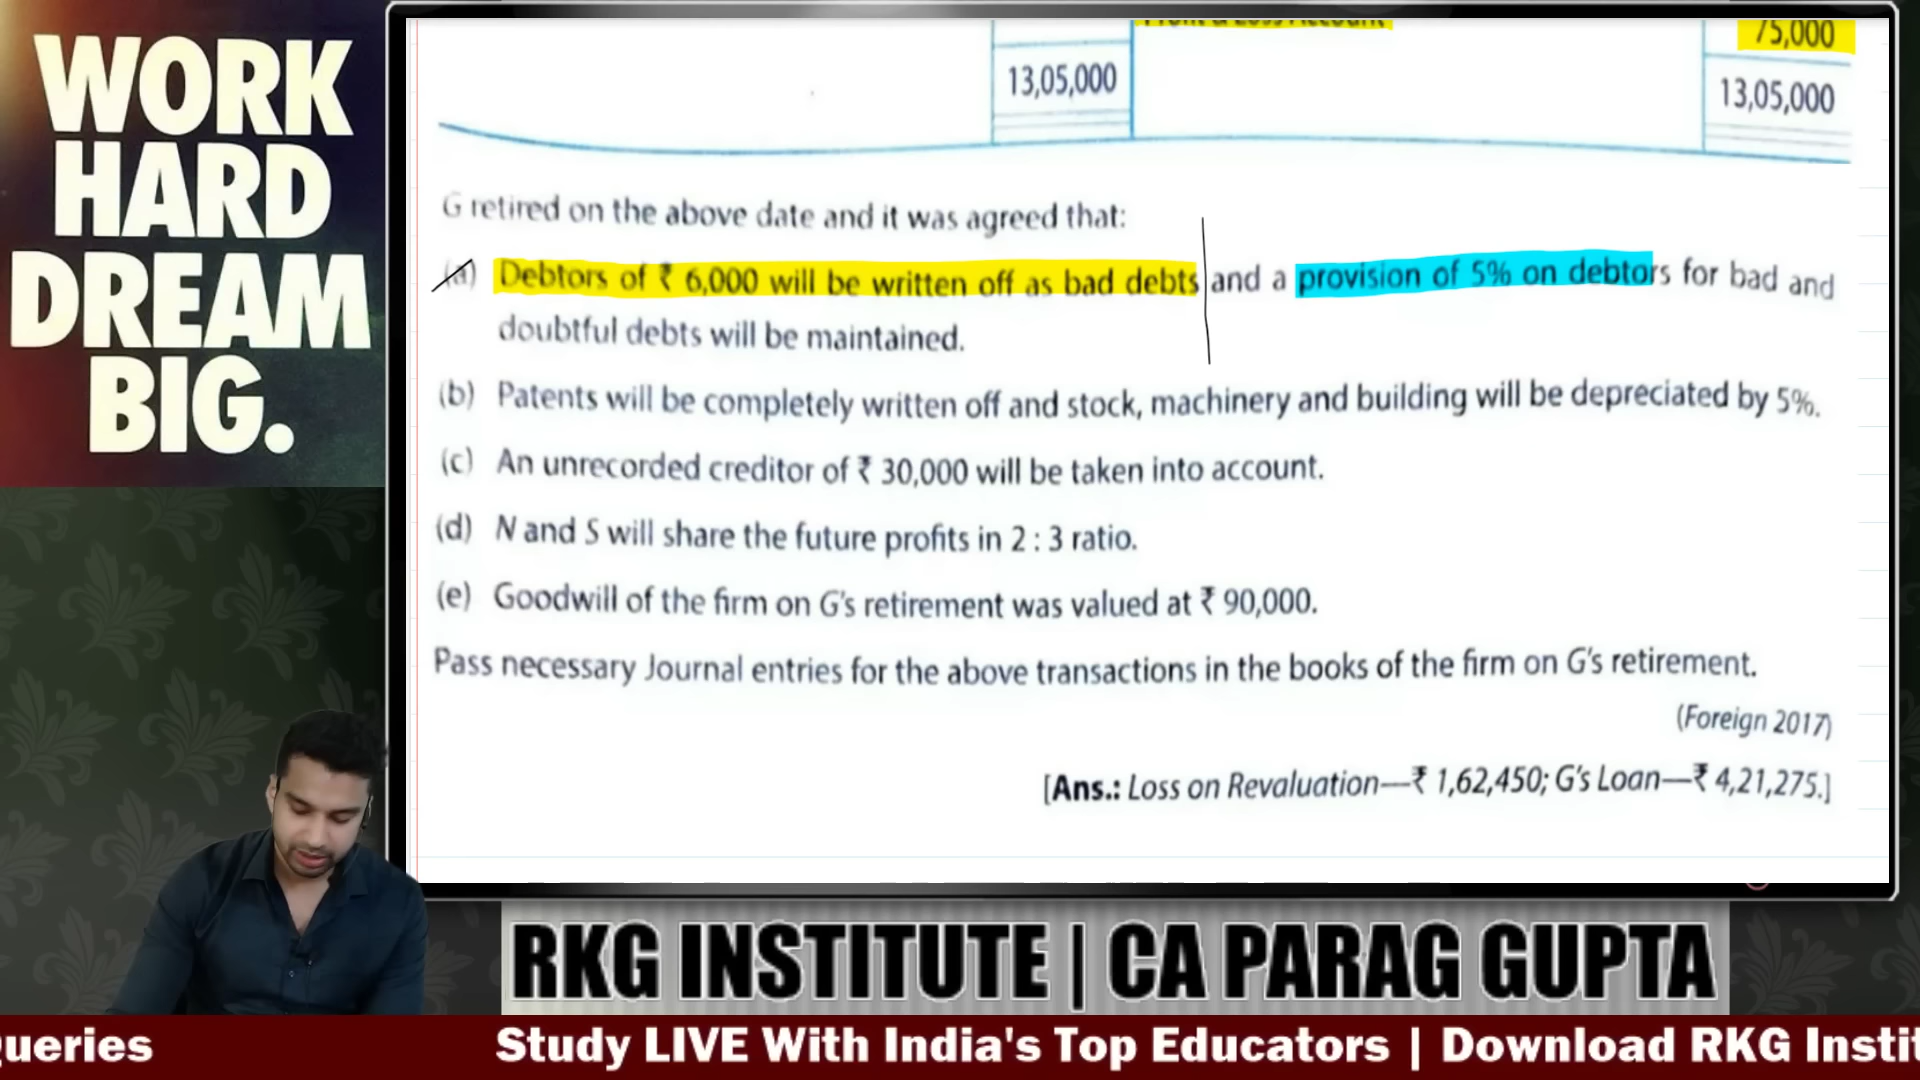 WORK
HARD
DREAM
BIG.
Profit & Loss Account
75,000
13,05,000
13,05,000
G retired on the above date and it was agreed that:
(a) Debtors of ₹ 6,000 will be written off as bad debts and a provision of 5% on debtors for bad and
doubtful debts will be maintained.
(b) Patents will be completely written off and stock, machinery and building will be depreciated by 5%.
(c) An unrecorded creditor of ₹ 30,000 will be taken into account.
(d) N and S will share the future profits in 2 : 3 ratio.
(e) Goodwill of the firm on G's retirement was valued at ₹ 90,000.
Pass necessary Journal entries for the above transactions in the books of the firm on G's retirement.
(Foreign 2017)
[Ans.: Loss on Revaluation—₹ 1,62,450; G's Loan—₹ 4,21,275.]
RKG INSTITUTE | CA PARAG GUPTA
ueries Study LIVE With India's Top Educators | Download RKG Instit